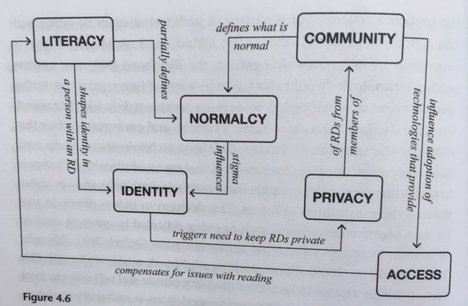 LITERACY
COMMUNITY
NORMALCY
IDENTITY
PRIVACY
ACCESS
partially defines
defines what is
normal
shapes identity in
a person with an RD
stigma
influences
of RDs from
members of
influence adoption of
technologies that provide
triggers need to keep RDs private
compensates for issues with reading
Figure 4.6